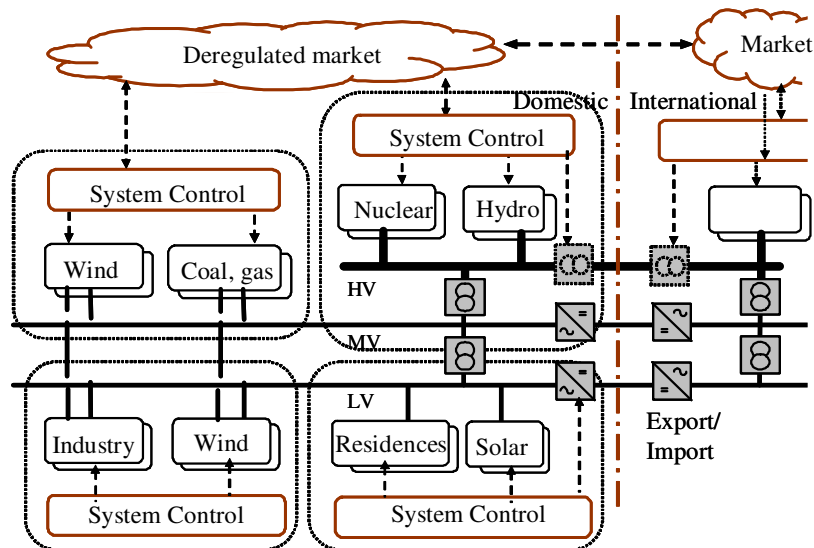 Deregulated market
Market
Domestic
International
System Control
System Control
Nuclear
Hydro
Wind
Coal, gas
HV
MV
LV
Industry
Wind
Residences
Solar
Export/
Import
System Control
System Control